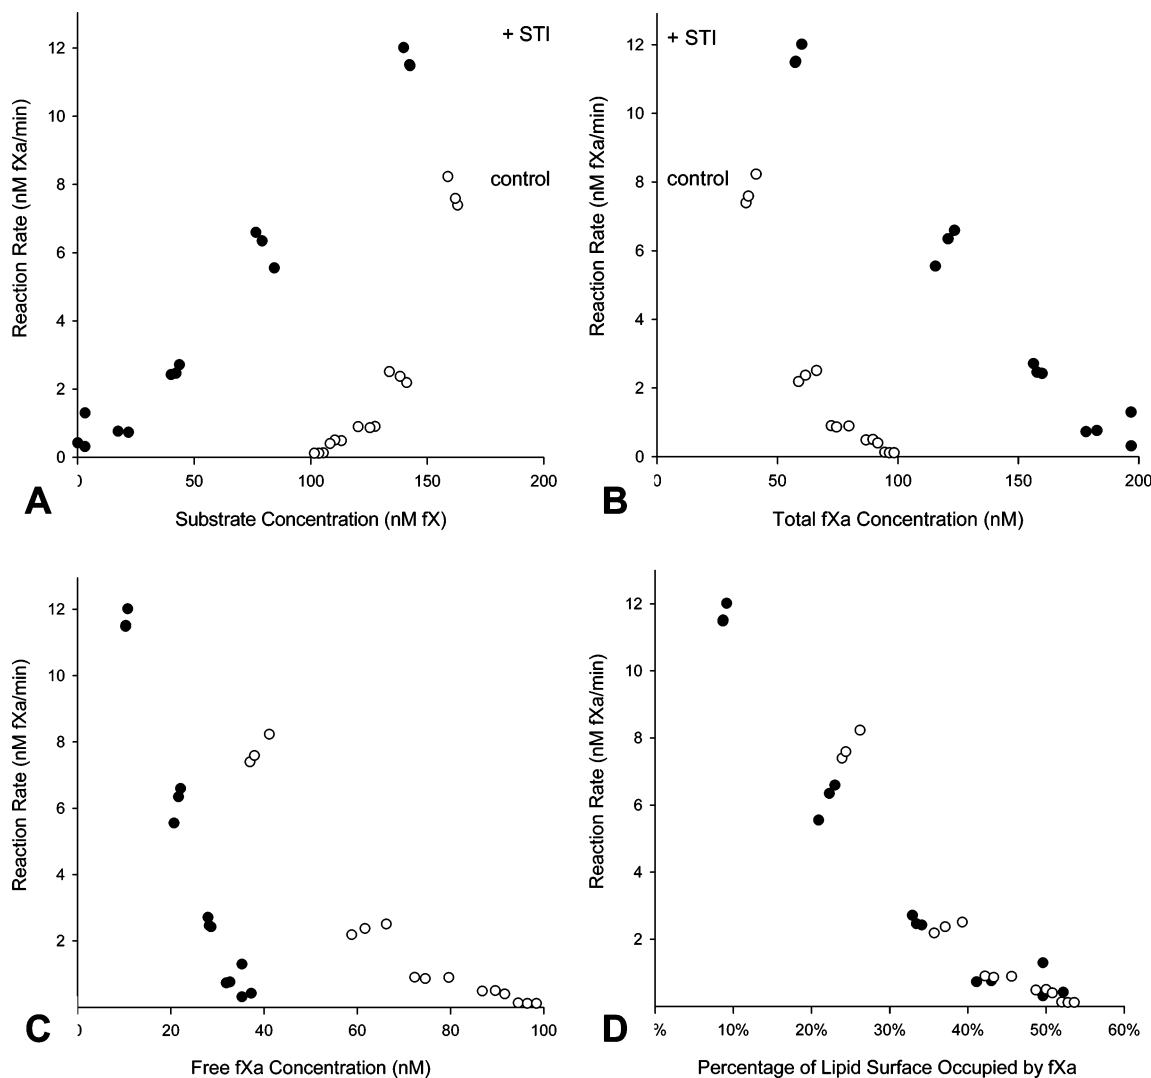 + STI
control
12
10
8
6
4
2
0
Reaction Rate (nM fXa/min)
0 50 100 150 200
Substrate Concentration (nM fX)
A
+ STI
control
12
10
8
6
4
2
0
Reaction Rate (nM fXa/min)
0 50 100 150 200
Total fXa Concentration (nM)
B
12
10
8
6
4
2
Reaction Rate (nM fXa/min)
0 20 40 60 80 100
Free fXa Concentration (nM)
C
12
10
8
6
4
2
Reaction Rate (nM fXa/min)
% 10% 20% 30% 40% 50% 60%
Percentage of Lipid Surface Occupied by fXa
D